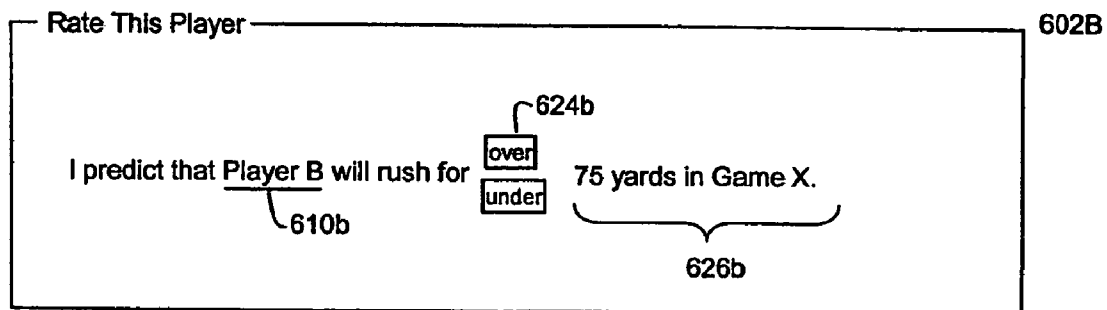 Rate This Player
602B
624b
over
I predict that Player B will rush for
75 yards in Game X.
under
610b
626b